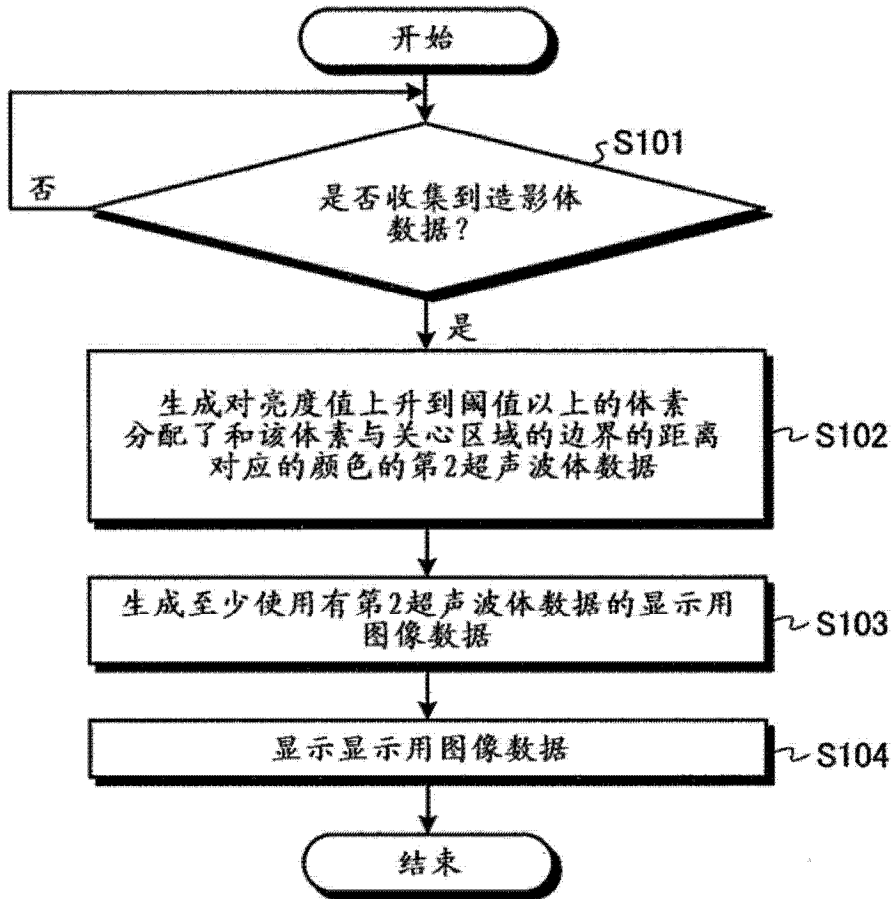 开始
S101
否
是否收集到造影体
数据?
是
生成对亮度值上升到阈值以上的体素
分配了和该体素与关心区域的边界的距离
对应的颜色的第2超声波体数据
S102
生成至少使用有第2超声波体数据的显示用
图像数据
S103
显示显示用图像数据
S104
结束